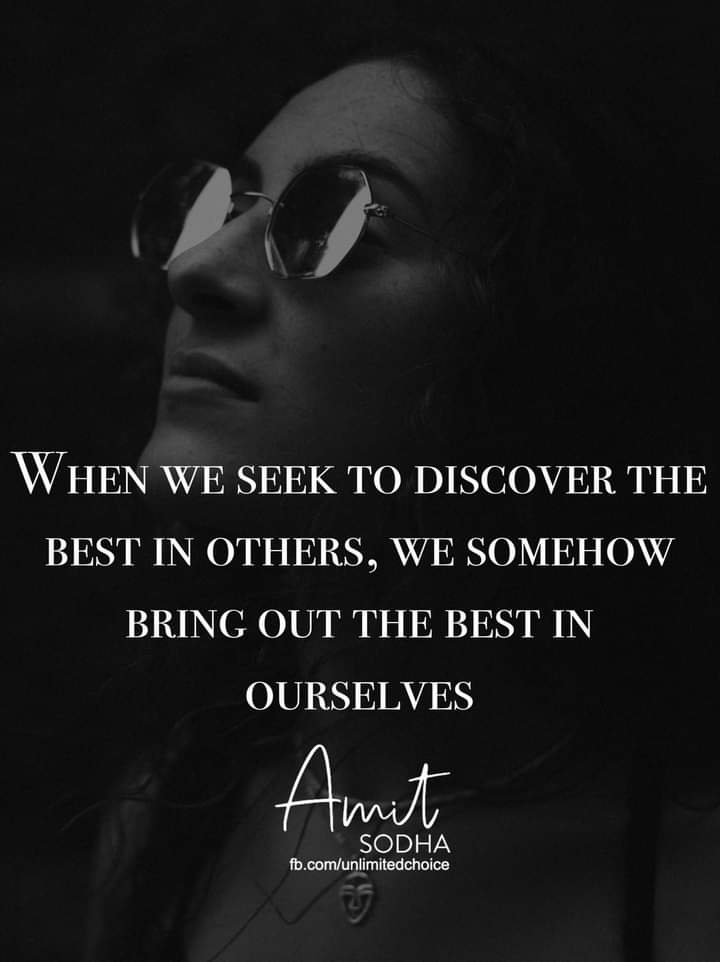 When we seek to discover the
best in others, we somehow
bring out the best in
ourselves
Amit
SODHA
fb.com/unlimitedchoice